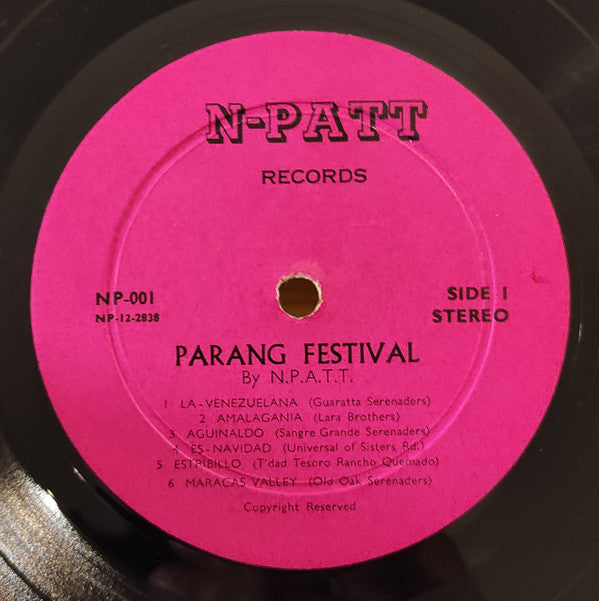 N-PATT
RECORDS
NP-001
NP-12-2838
SIDE 1
STEREO
PARANG FESTIVAL
By N.P.A.T.T.
1 LA-VENEZUELANA (Guaratta Serenaders)
2 AMALAGANIA (Lara Brothers)
3 AGUINALDO (Sangre Grande Serenaders)
4 ES-NAVIDAD (Universal of Sisters Rd.)
5 ESTRIBILLO (T'dad Tesoro Rancho Quemado)
6 MARACAS VALLEY (Old Oak Serenaders)
Copyright Reserved